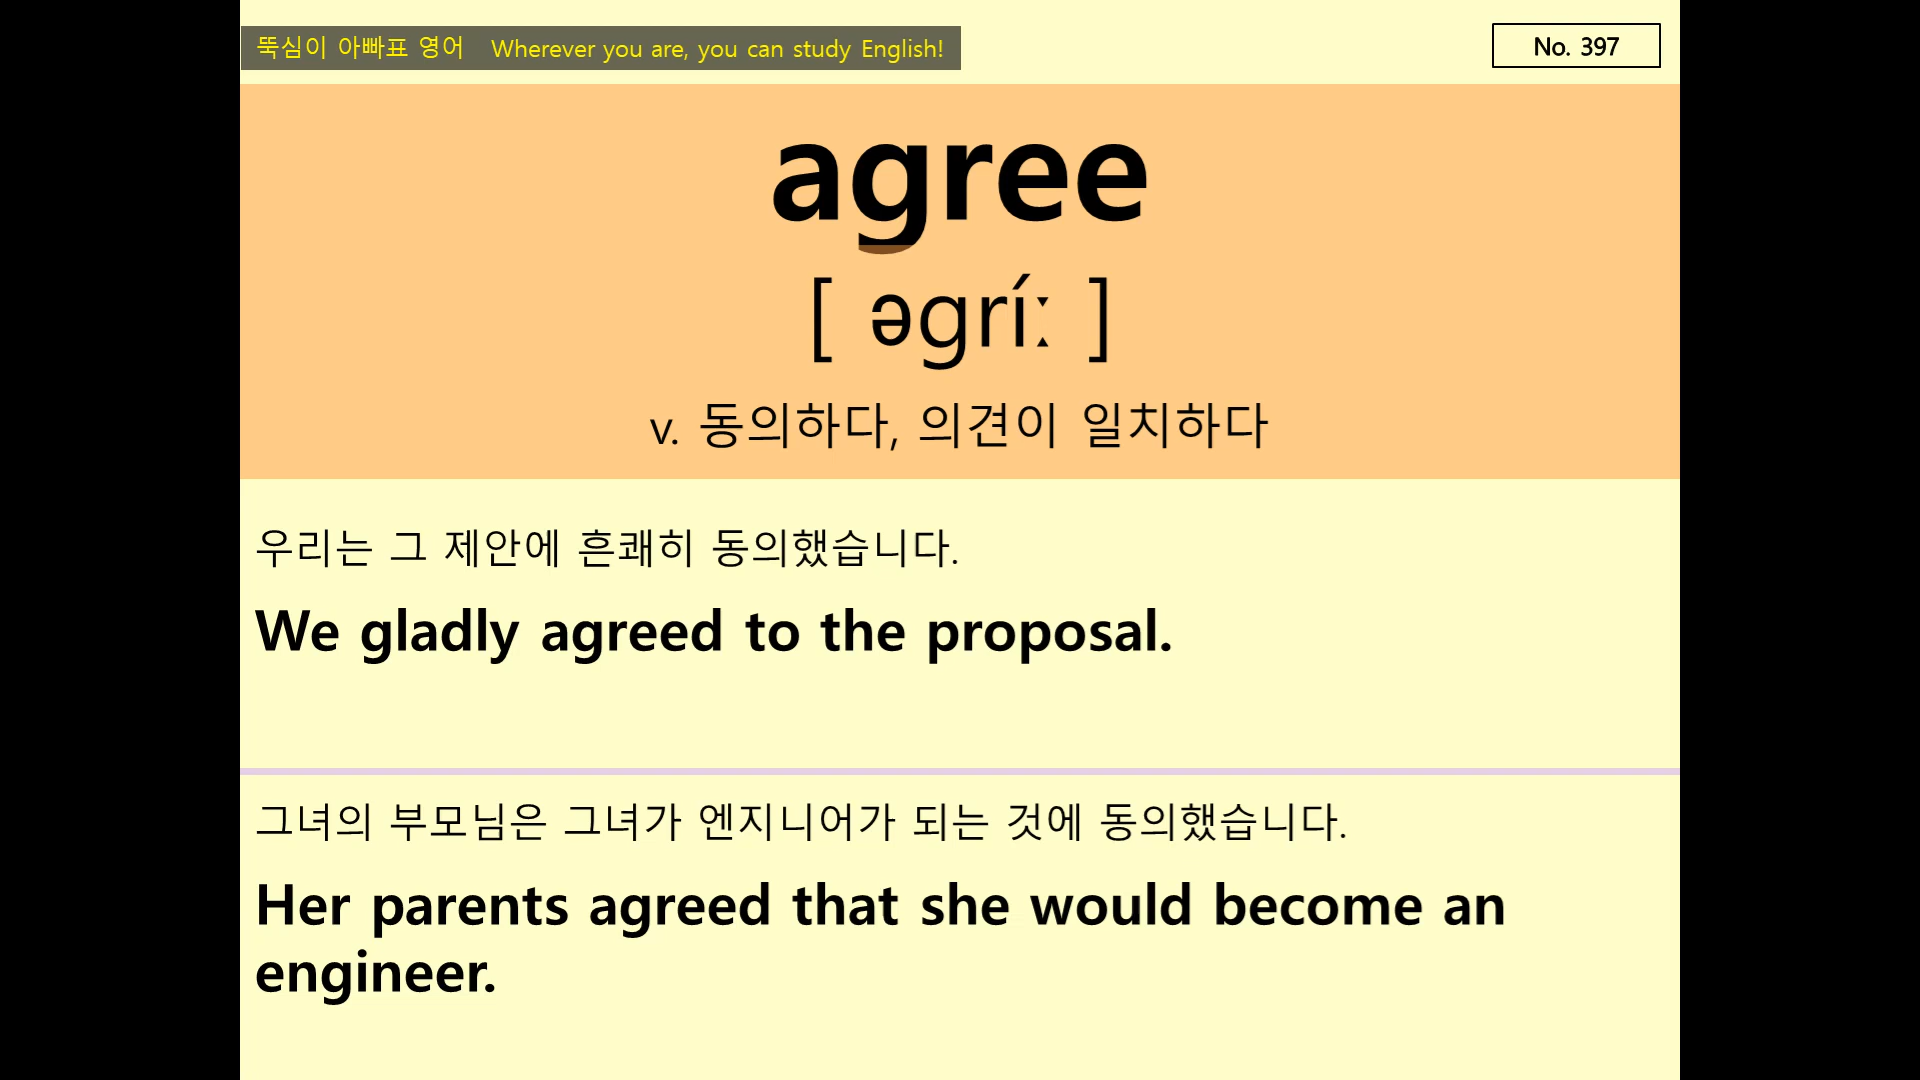 뚝심이 아빠표 영어 Wherever you are, you can study English!
No. 397
agree
[ əgríː ]
v. 동의하다, 의견이 일치하다
우리는 그 제안에 흔쾌히 동의했습니다.
We gladly agreed to the proposal.
그녀의 부모님은 그녀가 엔지니어가 되는 것에 동의했습니다.
Her parents agreed that she would become an
engineer.